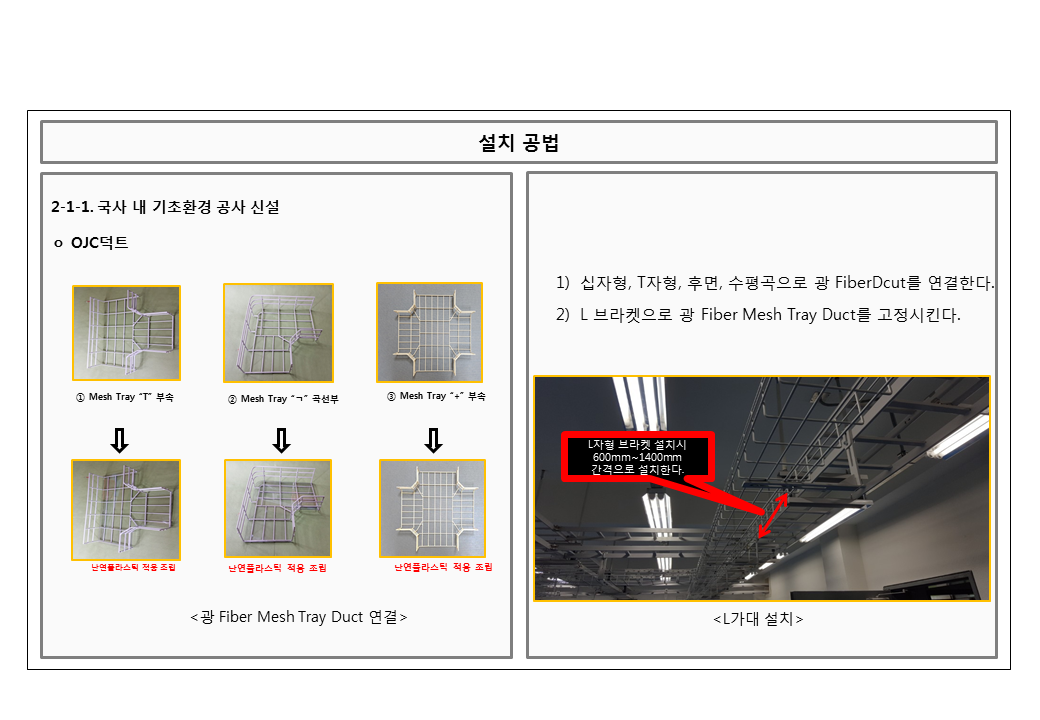 설치 공법
2-1-1. 국사 내 기초환경 공사 신설
ㅇ OJC덕트
① Mesh Tray “T” 부속
② Mesh Tray “ㄱ” 곡선부
③ Mesh Tray “+” 부속
난연플라스틱 적용 조립
난연플라스틱 적용 조립
난연플라스틱 적용 조립
<광 Fiber Mesh Tray Duct 연결>
1) 십자형, T자형, 후면, 수평곡으로 광 FiberDcut를 연결한다.
2) L 브라켓으로 광 Fiber Mesh Tray Duct를 고정시킨다.
L자형 브라켓 설치시
600mm~1400mm
간격으로 설치한다.
<L가대 설치>